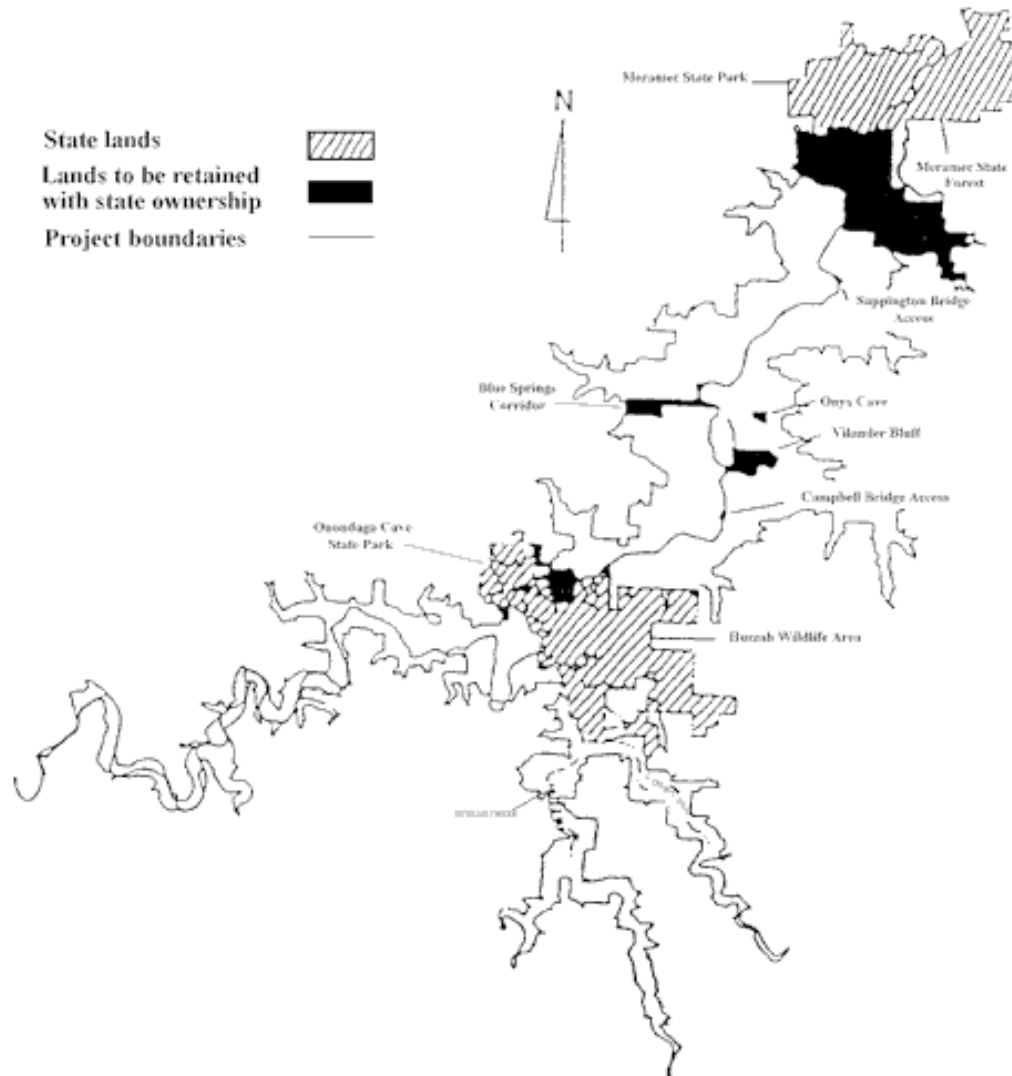 N
State lands
Lands to be retained
with state ownership
Project boundaries
Meramec State Park
Meramec State
Forest
Sappington Bridge
Access
Blue Springs
Corridor
Onyx Cave
Vilander Bluff
Campbell Bridge Access
Onondaga Cave
State Park
Huzzah Wildlife Area